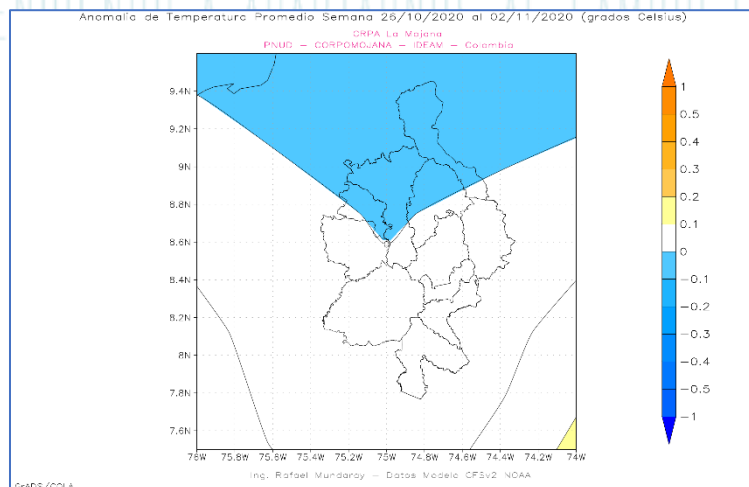 Anomalia de Temperatura Promedio Semana 26/10/2020 al 02/11/2020 (grados Celsius)
ORPA La Mojana
PNUD - CORPOMOJANA - IDEAM - Colombia
9.4N
9.2N
9N
8.8N
8.6N
8.4N
8.2N
8N
7.8N
7.6N
76W 75.8W 75.6W 75.4W 75.2W 75W 74.8W 74.6W 74.4W 74.2W 74W
1
0.5
0.4
0.3
0.2
0.1
0
-0.1
-0.2
-0.3
-0.4
-0.5
-1
Ing. Rafael Mundaray - Datos Modelo CFSv2 NOAA
GrADS/COLA